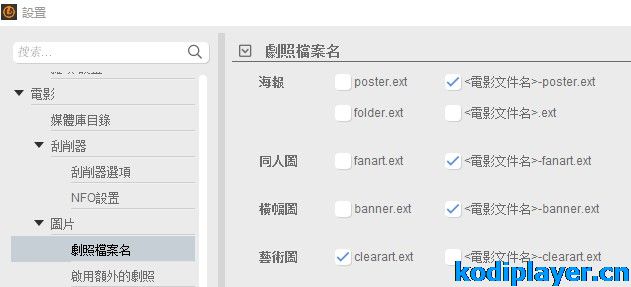 設置
搜索...
電影
媒體庫目錄
刮削器
刮削器選項
NFO設置
圖片
劇照檔案名
啟用額外的劇照
劇照檔案名
海報 poster.ext <電影文件名>-poster.ext
folder.ext <電影文件名>.ext
同人圖 fanart.ext <電影文件名>-fanart.ext
橫幅圖 banner.ext <電影文件名>-banner.ext
藝術圖 clearart.ext <電影文件名>-clearart.ext
kodiplayer.cn